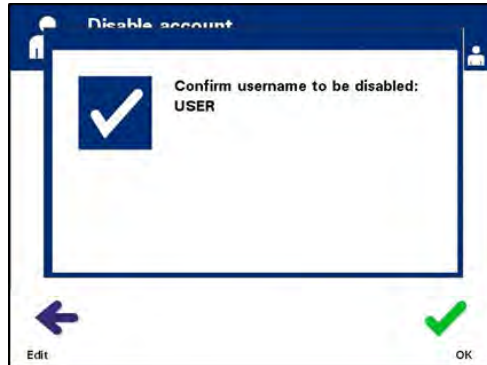 Disable account
Confirm username to be disabled:
USER
Edit
OK